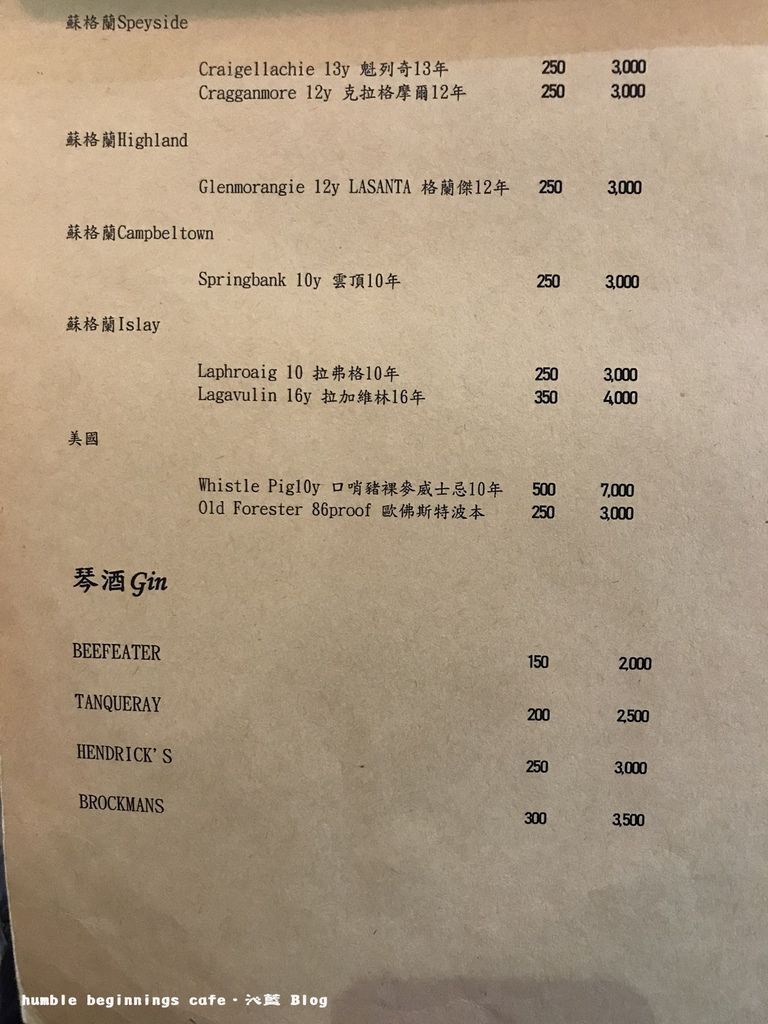 蘇格蘭Speyside
Craigellachie 13y 魁列奇13年 250 3,000
Cragganmore 12y 克拉格摩爾12年 250 3,000
蘇格蘭Highland
Glenmorangie 12y LASANTA 格蘭傑12年 250 3,000
蘇格蘭Campbeltown
Springbank 10y 雲頂10年 250 3,000
蘇格蘭Islay
Laphroaig 10 拉弗格10年 250 3,000
Lagavulin 16y 拉加維林16年 350 4,000
美國
Whistle Pig10y 口哨豬裸麥威士忌10年 500 7,000
Old Forester 86proof 歐佛斯特波本 250 3,000
琴酒Gin
BEEFEATER 150 2,000
TANQUERAY 200 2,500
HENDRICK'S 250 3,000
BROCKMANS 300 3,500
humble beginnings cafe·沁藍 Blog